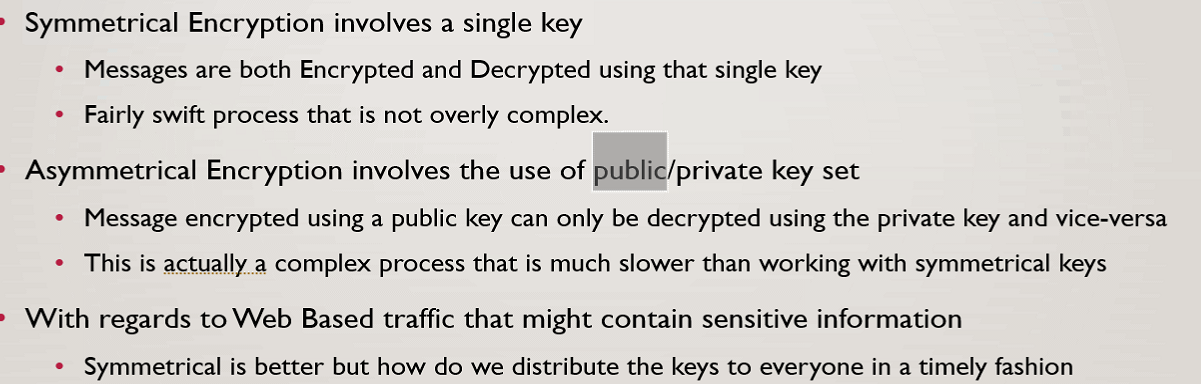 Symmetrical Encryption involves a single key
Messages are both Encrypted and Decrypted using that single key
Fairly swift process that is not overly complex.
Asymmetrical Encryption involves the use of public/private key set
Message encrypted using a public key can only be decrypted using the private key and vice-versa
This is actually a complex process that is much slower than working with symmetrical keys
With regards to Web Based traffic that might contain sensitive information
Symmetrical is better but how do we distribute the keys to everyone in a timely fashion